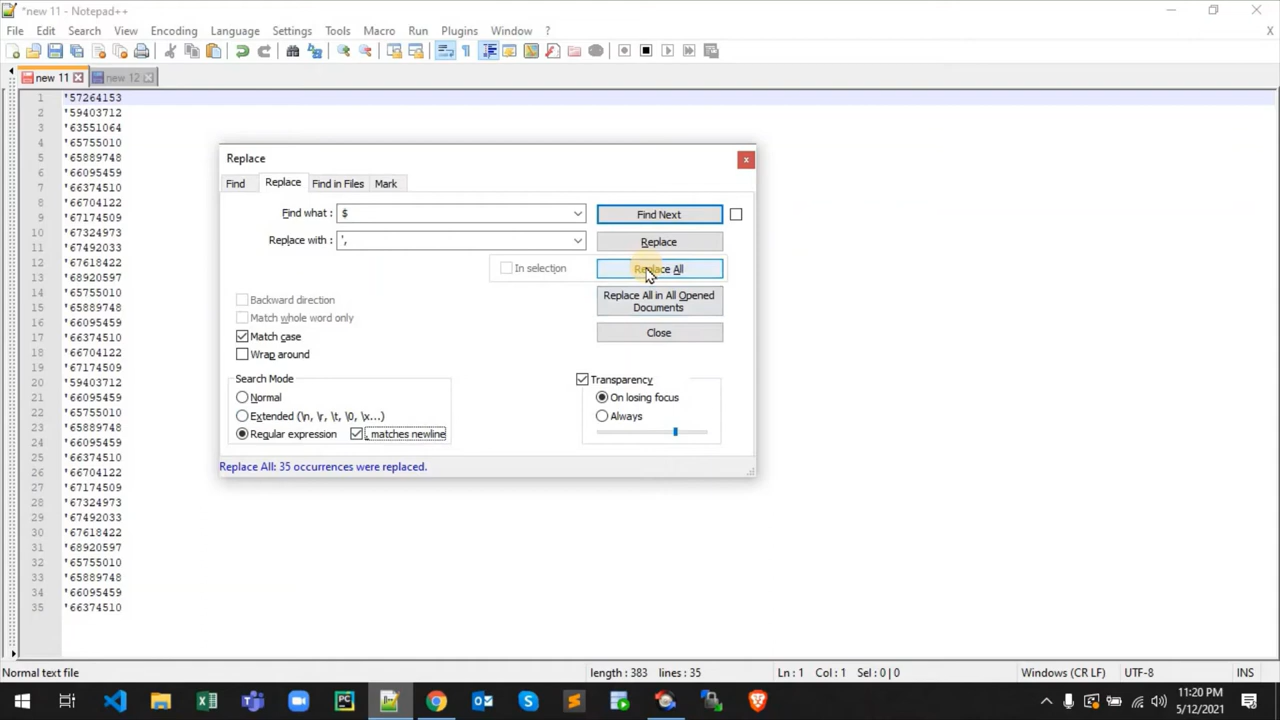 *new 11 - Notepad++
File Edit Search View Encoding Language Settings Tools Macro Run Plugins Window ? X
new 11 new 12
1 '57264153
2 '59403712
3 '63551064
4 '65755010
5 '65889748
6 '66095459
7 '66374510
8 '66704122
9 '67174509
10 '67324973
11 '67492033
12 '67618422
13 '68920597
14 '65755010
15 '65889748
16 '66095459
17 '66374510
18 '66704122
19 '67174509
20 '59403712
21 '66095459
22 '65755010
23 '65889748
24 '66095459
25 '66374510
26 '66704122
27 '67174509
28 '67324973
29 '67492033
30 '67618422
31 '68920597
32 '65755010
33 '65889748
34 '66095459
35 '66374510
Replace
Find Replace Find in Files Mark
Find what : $ Find Next
Replace with : ', Replace
In selection Replace All
Backward direction Replace All in All Opened
Documents
Match whole word only
Match case Close
Wrap around
Search Mode Transparency
Normal On losing focus
Extended (\n, \r, \t, \0, \x...) Always
Regular expression . matches newline
Replace All: 35 occurrences were replaced.
Normal text file length : 383 lines : 35 Ln : 1 Col : 1 Sel : 0 | 0 Windows (CR LF) UTF-8 INS
11:20 PM
5/12/2021